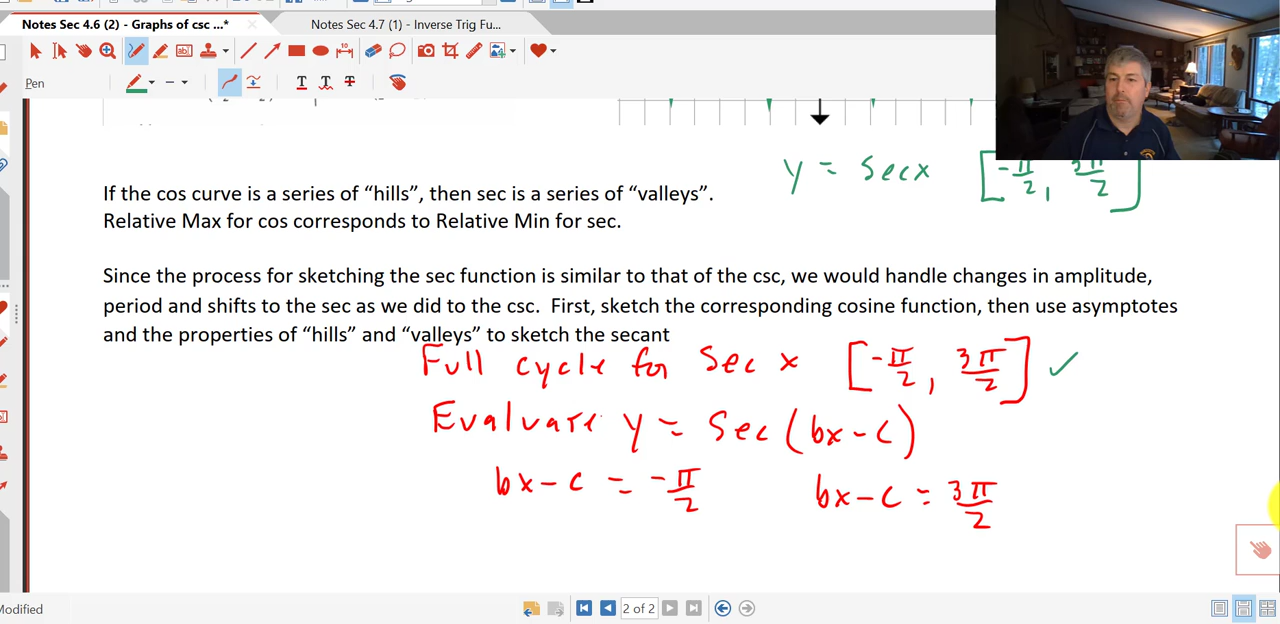 Notes Sec 4.6 (2) - Graphs of csc ...*
Notes Sec 4.7 (1) - Inverse Trig Fu...
Pen
y = Secx [-π/2, 3π/2]
If the cos curve is a series of “hills”, then sec is a series of “valleys”.
Relative Max for cos corresponds to Relative Min for sec.
Since the process for sketching the sec function is similar to that of the csc, we would handle changes in amplitude,
period and shifts to the sec as we did to the csc. First, sketch the corresponding cosine function, then use asymptotes
and the properties of “hills” and “valleys” to sketch the secant
Full cycle for Sec x [-π/2, 3π/2] ✓
Evaluate y = Sec(bx-c)
bx-c = -π/2 bx-c = 3π/2
Modified
2 of 2